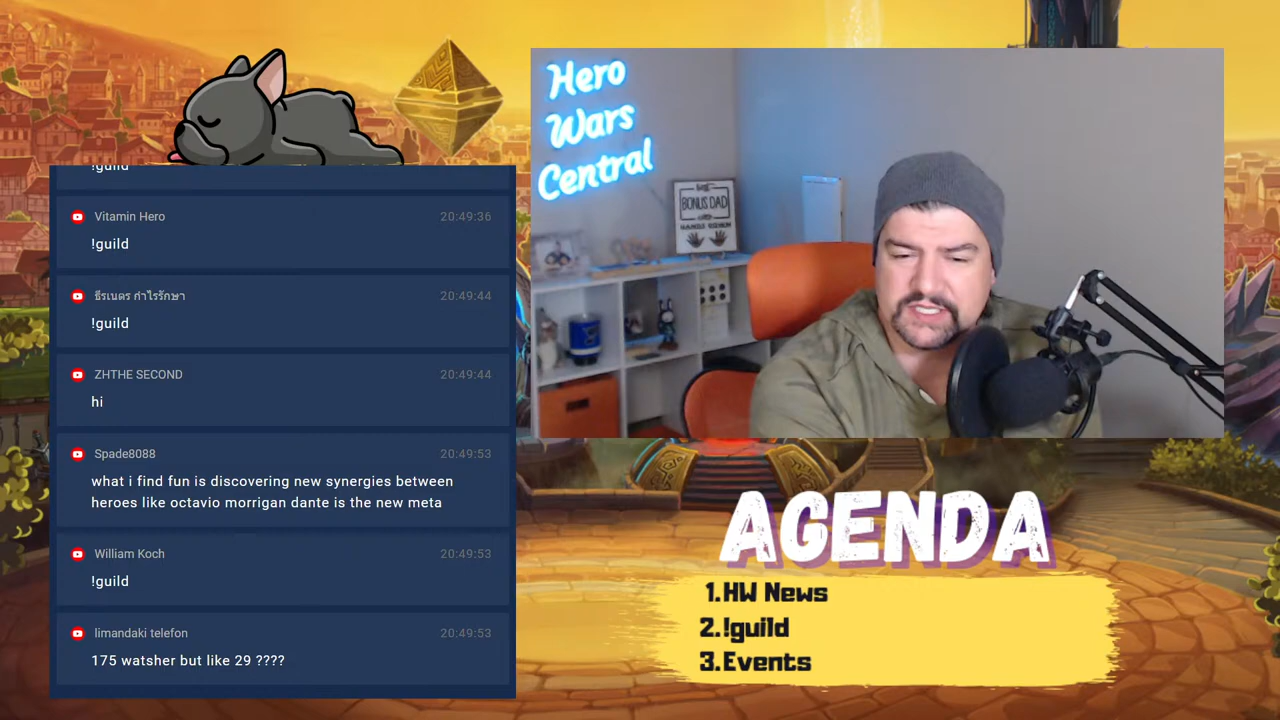 !guild
Vitamin Hero
20:49:36
!guild
ธีรเนตร กำไรรักษา
20:49:44
!guild
ZHTHE SECOND
20:49:44
hi
Spade8088
20:49:53
what i find fun is discovering new synergies between
heroes like octavio morrigan dante is the new meta
William Koch
20:49:53
!guild
limandaki telefon
20:49:53
175 watsher but like 29 ????
Hero
Wars
Central
BONUS DAD
AGENDA
1.HW News
2.!guild
3.Events